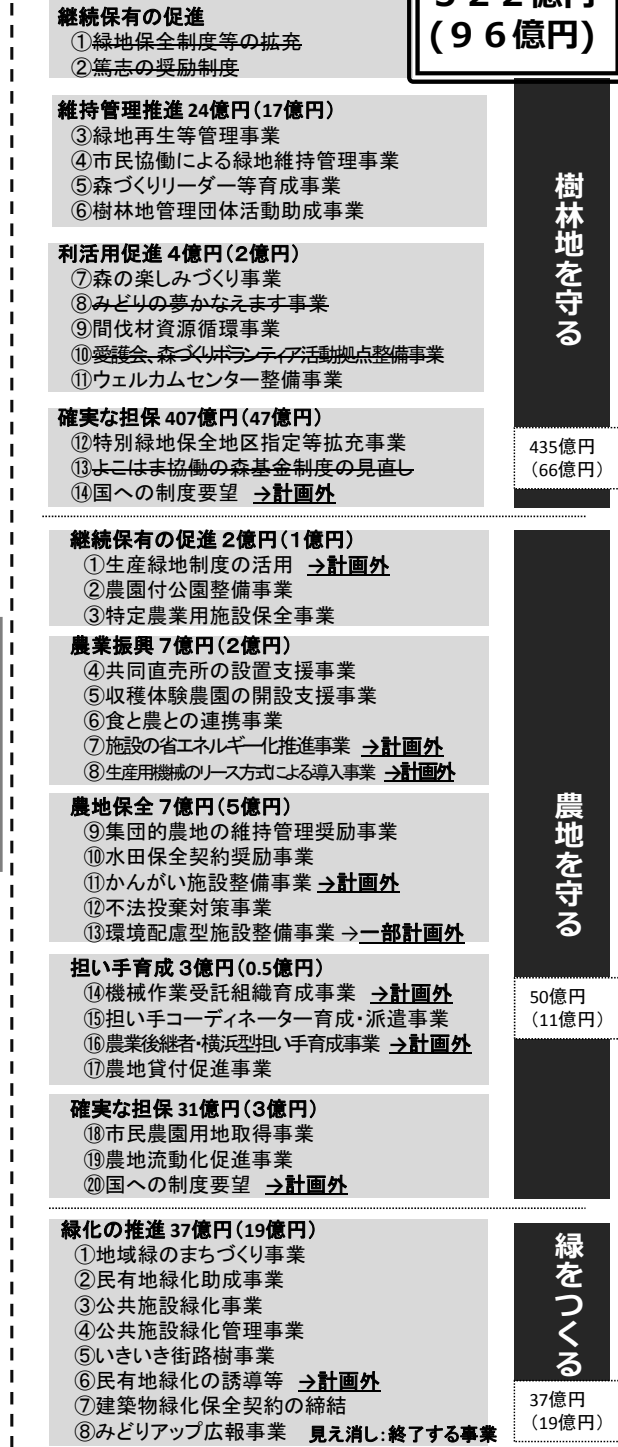 (９６億円)
継続保有の促進
①緑地保全制度等の拡充
②篤志の奨励制度
維持管理推進 24億円(17億円)
③緑地再生等管理事業
④市民協働による緑地維持管理事業
⑤森づくりリーダー等育成事業
⑥樹林地管理団体活動助成事業
利活用促進 4億円(2億円)
⑦森の楽しみづくり事業
⑧みどりの夢かなえます事業
⑨間伐材資源循環事業
⑩愛護会、森づくりボランティア活動拠点整備事業
⑪ウェルカムセンター整備事業
確実な担保 407億円(47億円)
⑫特別緑地保全地区指定等拡充事業
⑬よこはま協働の森基金制度の見直し
⑭国への制度要望 →計画外
樹林地を守る
435億円
(66億円)
継続保有の促進 2億円(1億円)
①生産緑地制度の活用 →計画外
②農園付公園整備事業
③特定農業用施設保全事業
農業振興 7億円(2億円)
④共同直売所の設置支援事業
⑤収穫体験農園の開設支援事業
⑥食と農との連携事業
⑦施設の省エネルギー化推進事業 →計画外
⑧生産用機械のリース方式による導入事業 →計画外
農地保全 7億円(5億円)
⑨集団的農地の維持管理奨励事業
⑩水田保全契約奨励事業
⑪かんがい施設整備事業 →計画外
⑫不法投棄対策事業
⑬環境配慮型施設整備事業 →一部計画外
担い手育成 3億円(0.5億円)
⑭機械作業受託組織育成事業 →計画外
⑮担い手コーディネーター育成・派遣事業
⑯農業後継者・横浜型担い手育成事業 →計画外
⑰農地貸付促進事業
確実な担保 31億円(3億円)
⑱市民農園用地取得事業
⑲農地流動化促進事業
⑳国への制度要望 →計画外
農地を守る
50億円
(11億円)
緑化の推進 37億円(19億円)
①地域緑のまちづくり事業
②民有地緑化助成事業
③公共施設緑化事業
④公共施設緑化管理事業
⑤いきいき街路樹事業
⑥民有地緑化の誘導等 →計画外
⑦建築物緑化保全契約の締結
⑧みどりアップ広報事業 見え消し:終了する事業
緑をつくる
37億円
(19億円)